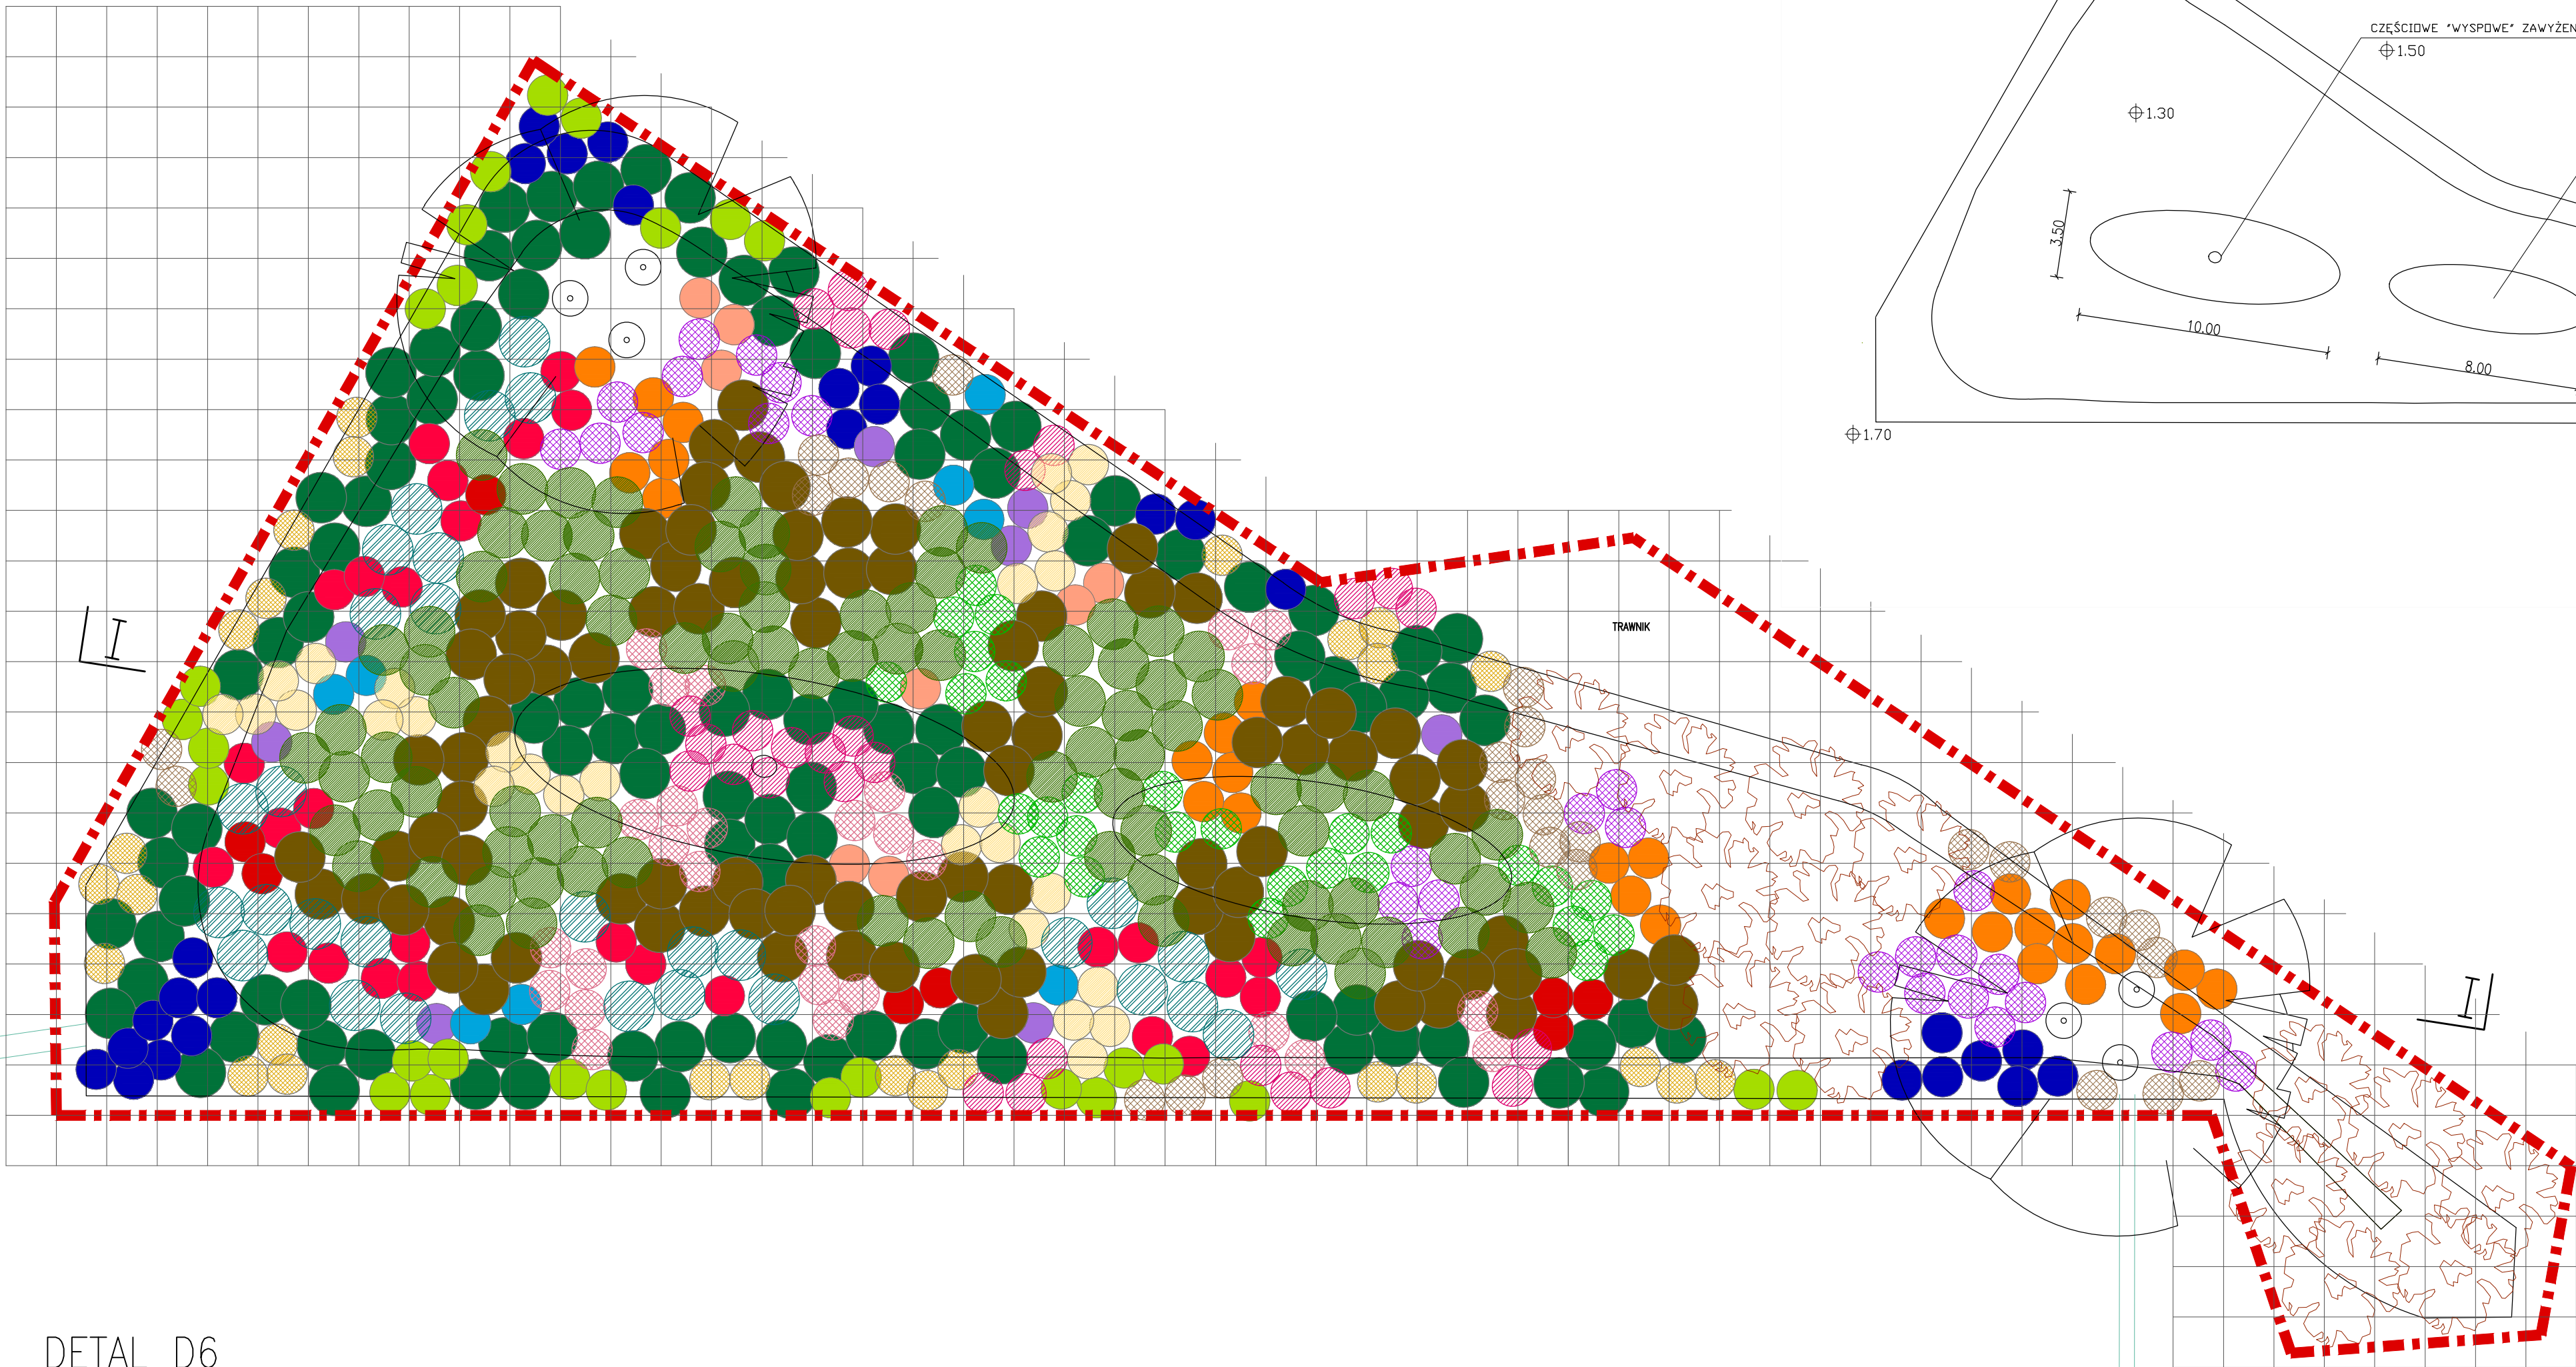 CZĘŚCIOWE "WYSPOWE" ZAWYŻEN
1.50
1.30
3.50
10.00
8.00
1.70
TRAWNIK
I
I
DETAL D6